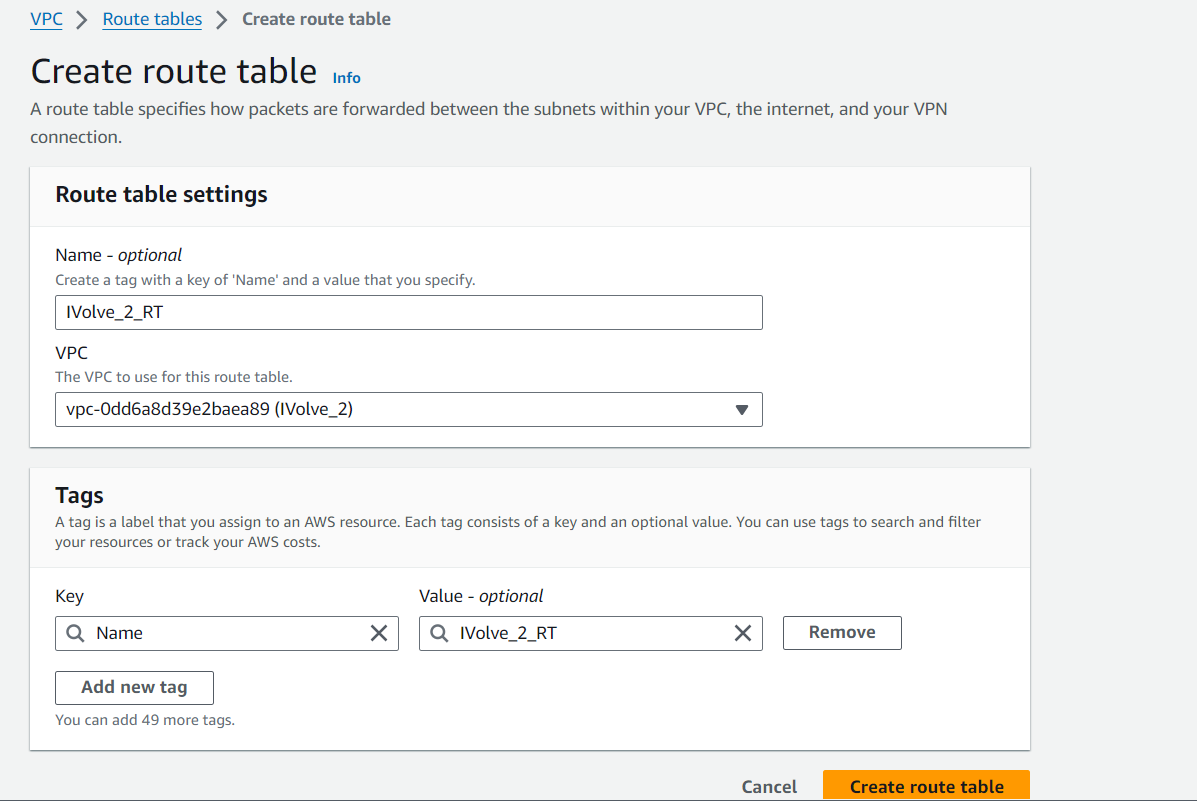 VPC > Route tables > Create route table
Create route table Info
A route table specifies how packets are forwarded between the subnets within your VPC, the internet, and your VPN
connection.
Route table settings
Name - optional
Create a tag with a key of 'Name' and a value that you specify.
IVolve_2_RT
VPC
The VPC to use for this route table.
vpc-0dd6a8d39e2baea89 (IVolve_2)
Tags
A tag is a label that you assign to an AWS resource. Each tag consists of a key and an optional value. You can use tags to search and filter
your resources or track your AWS costs.
Key Value - optional
Name IVolve_2_RT Remove
Add new tag
You can add 49 more tags.
Cancel Create route table